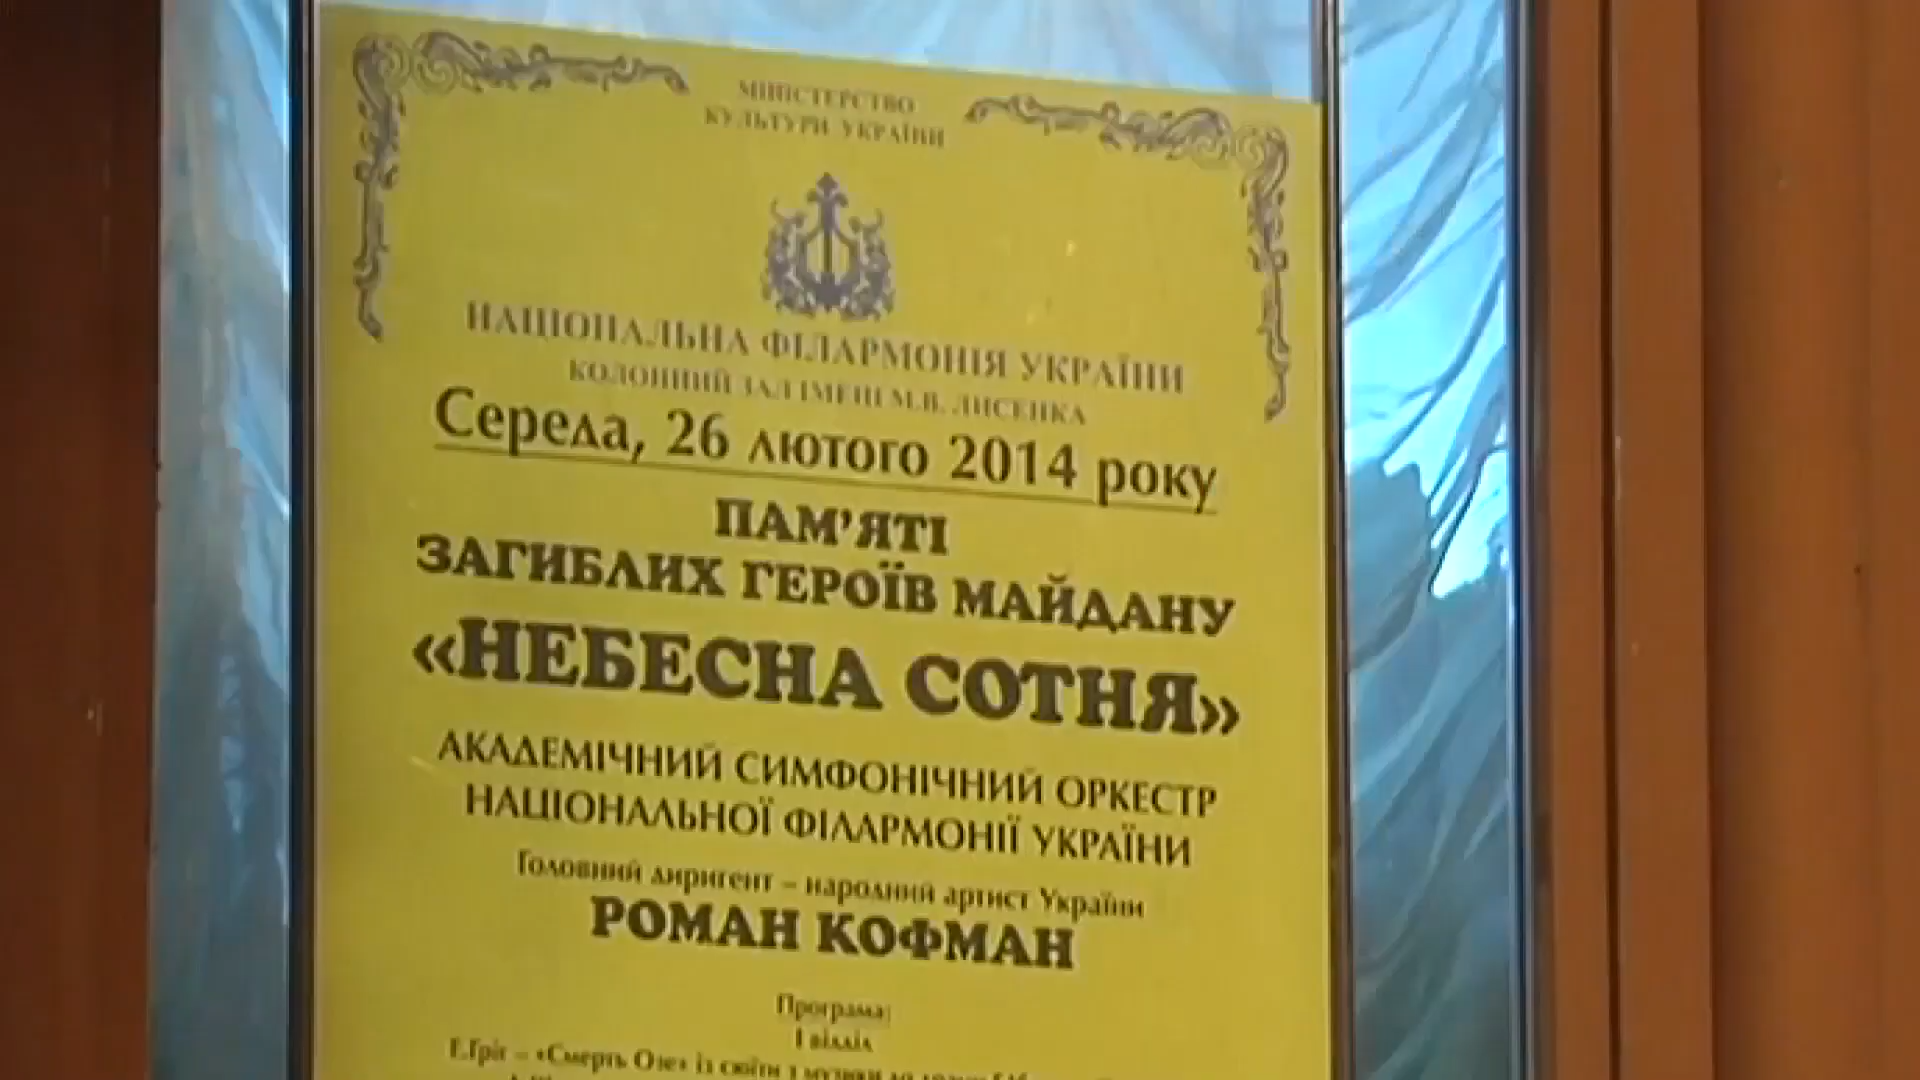 МІНІСТЕРСТВО
КУЛЬТУРИ УКРАЇНИ
НАЦІОНАЛЬНА ФІЛАРМОНІЯ УКРАЇНИ
КОЛОННИЙ ЗАЛ ІМЕНІ М.В. ЛИСЕНКА
Середа, 26 лютого 2014 року
ПАМ’ЯТІ
ЗАГИБЛИХ ГЕРОЇВ МАЙДАНУ
«НЕБЕСНА СОТНЯ»
АКАДЕМІЧНИЙ СИМФОНІЧНИЙ ОРКЕСТР
НАЦІОНАЛЬНОЇ ФІЛАРМОНІЇ УКРАЇНИ
Головний диригент – народний артист України
РОМАН КОФМАН
Програма:
І відділ
Е.Гріг – «Смерть Озе» із сюїти з музики до